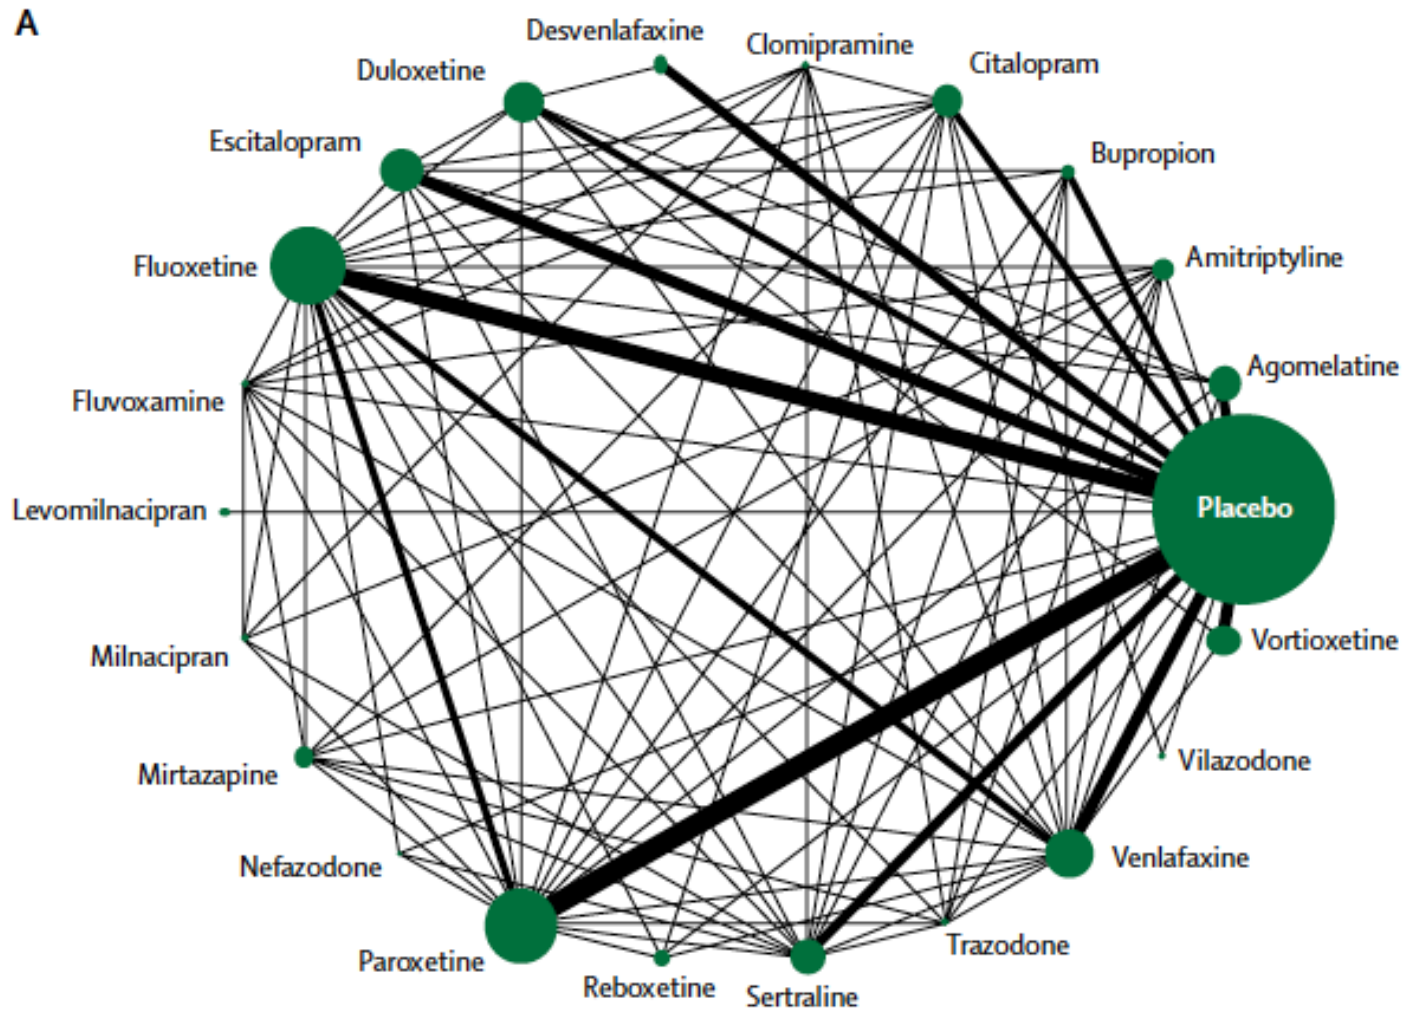 A
Desvenlafaxine
Clomipramine
Duloxetine
Citalopram
Escitalopram
Bupropion
Fluoxetine
Amitriptyline
Agomelatine
Fluvoxamine
Levomilnacipran
Placebo
Milnacipran
Vortioxetine
Mirtazapine
Vilazodone
Nefazodone
Venlafaxine
Paroxetine
Trazodone
Reboxetine
Sertraline